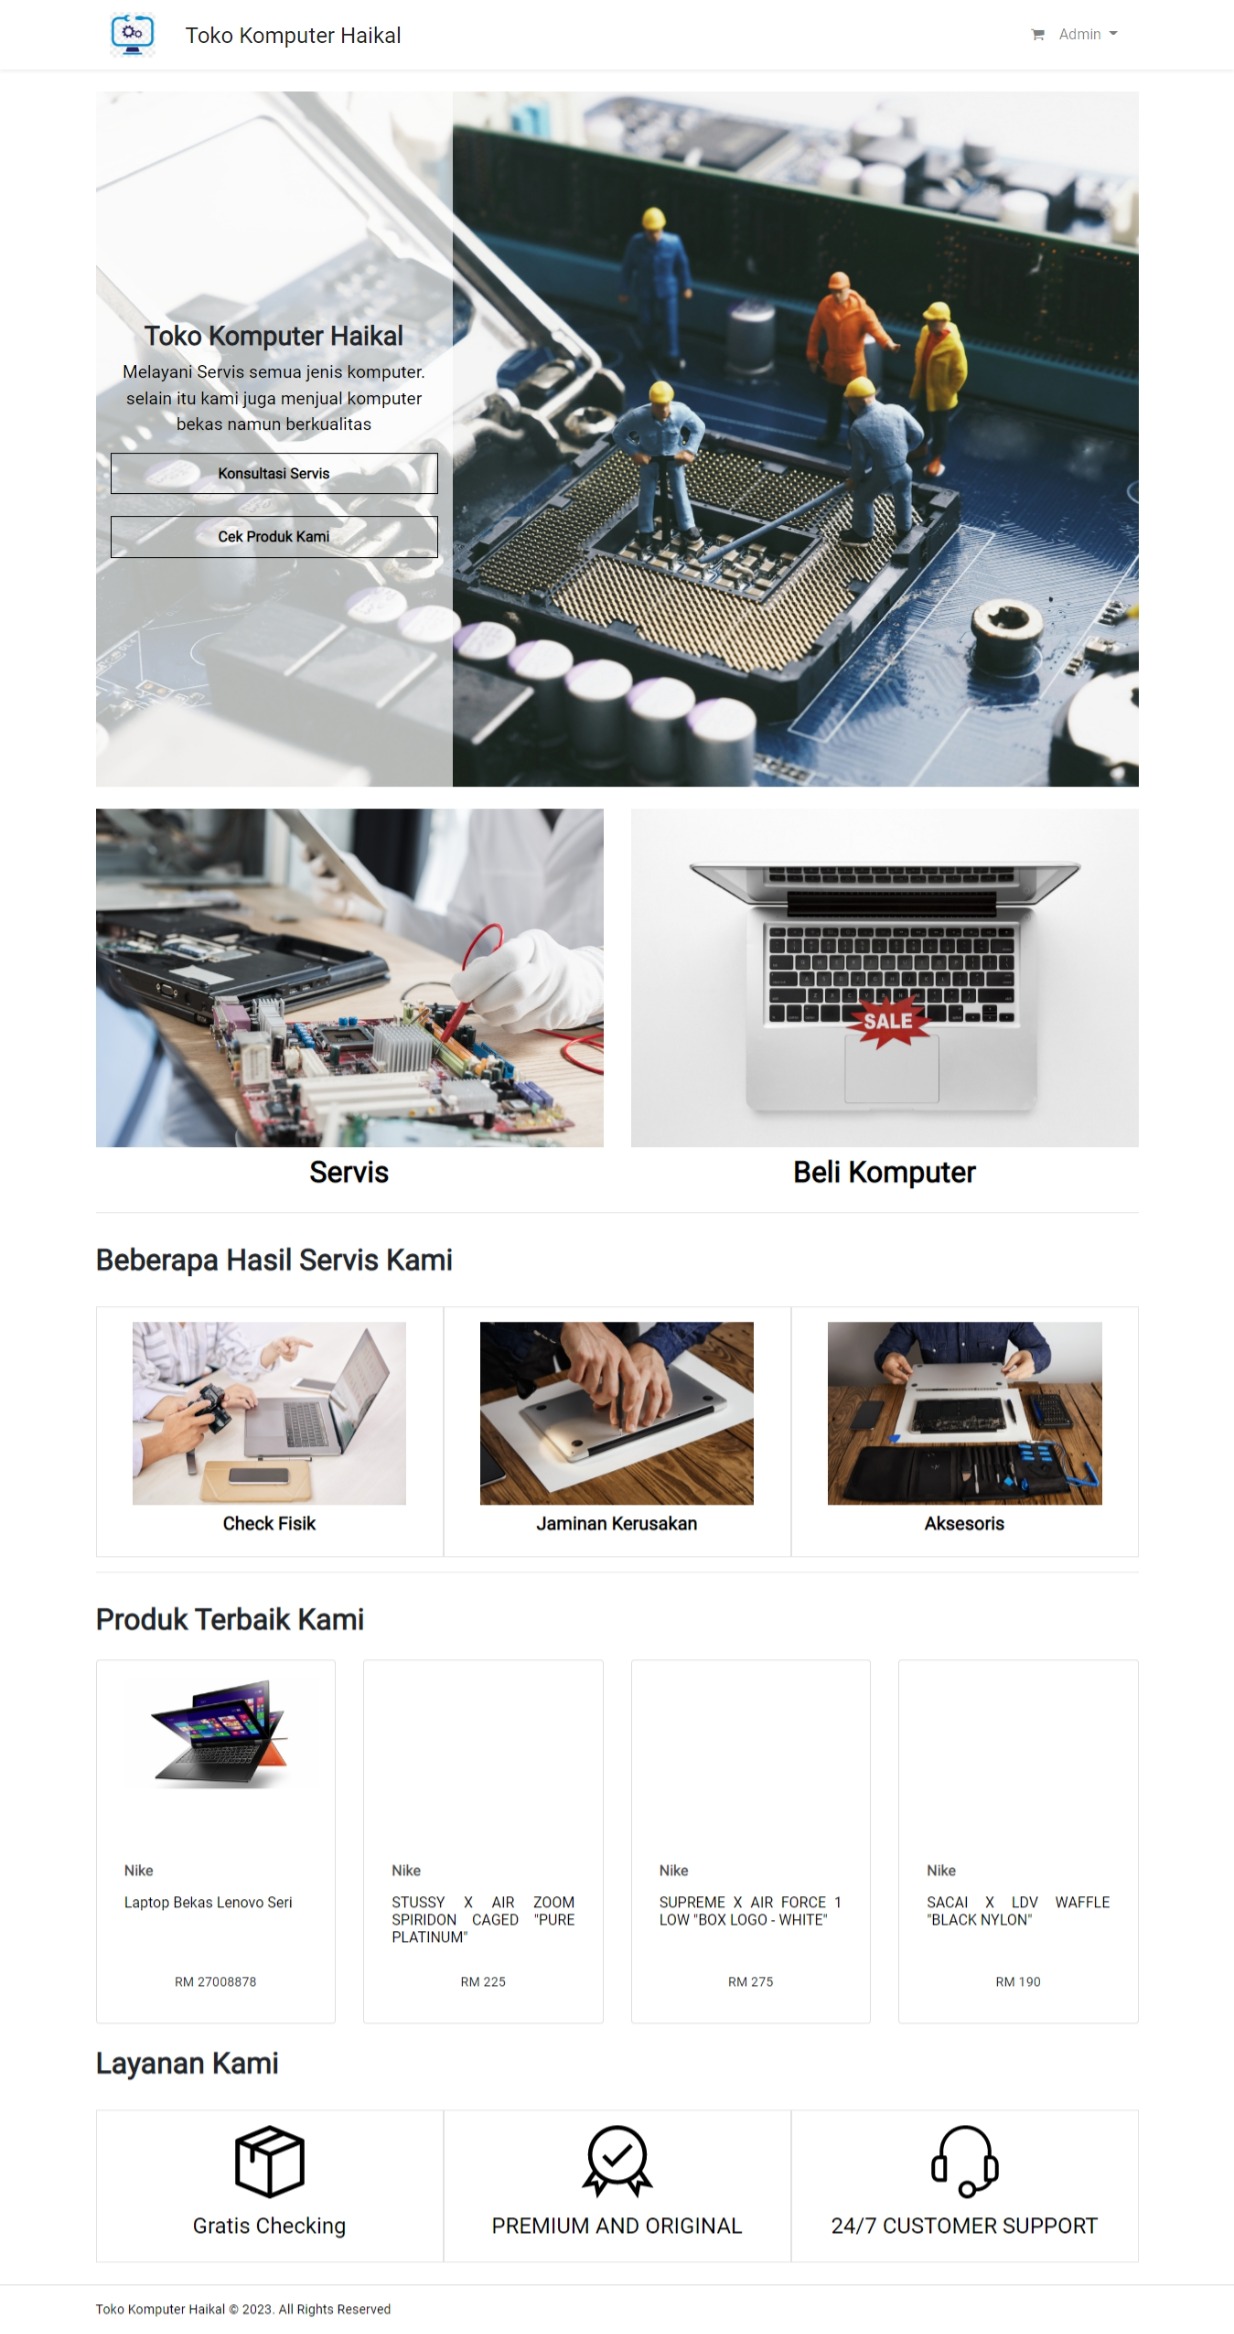 Toko Komputer Haikal
Admin
Toko Komputer Haikal
Melayani Servis semua jenis komputer.
selain itu kami juga menjual komputer
bekas namun berkualitas
Konsultasi Servis
Cek Produk Kami
SALE
Servis
Beli Komputer
Beberapa Hasil Servis Kami
Check Fisik
Jaminan Kerusakan
Aksesoris
Produk Terbaik Kami
Nike
Laptop Bekas Lenovo Seri
RM 27008878
Nike
STUSSY X AIR ZOOM
SPIRIDON CAGED "PURE
PLATINUM"
RM 225
Nike
SUPREME X AIR FORCE 1
LOW "BOX LOGO - WHITE"
RM 275
Nike
SACAI X LDV WAFFLE
"BLACK NYLON"
RM 190
Layanan Kami
Gratis Checking
PREMIUM AND ORIGINAL
24/7 CUSTOMER SUPPORT
Toko Komputer Haikal © 2023. All Rights Reserved